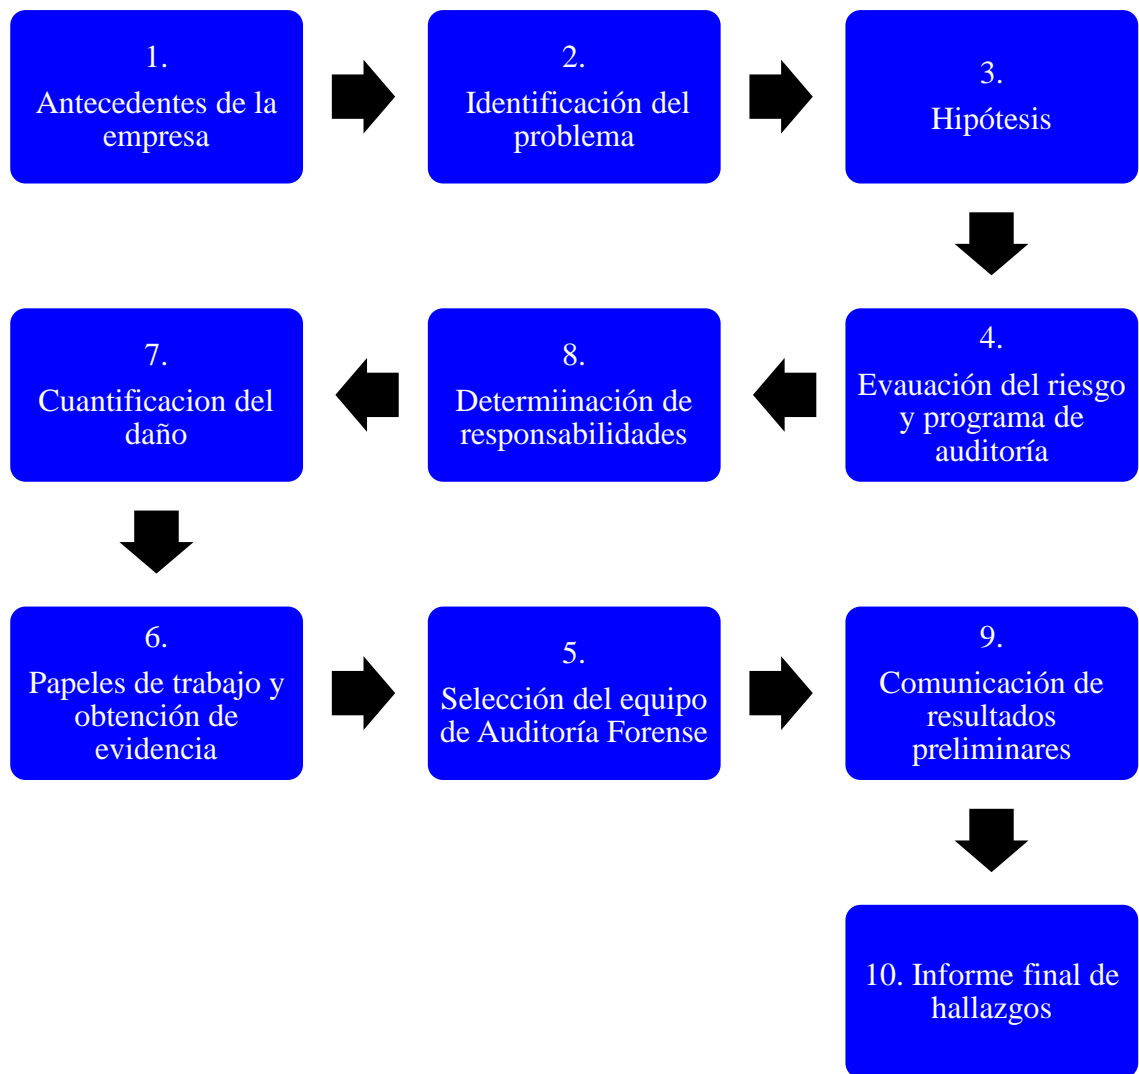 1.
Antecedentes de la
empresa
2.
Identificación del
problema
3.
Hipótesis
4.
Evauación del riesgo
y programa de
auditoría
8.
Determiinación de
responsabilidades
7.
Cuantificacion del
daño
6.
Papeles de trabajo y
obtención de
evidencia
5.
Selección del equipo
de Auditoría Forense
9.
Comunicación de
resultados
preliminares
10. Informe final de
hallazgos